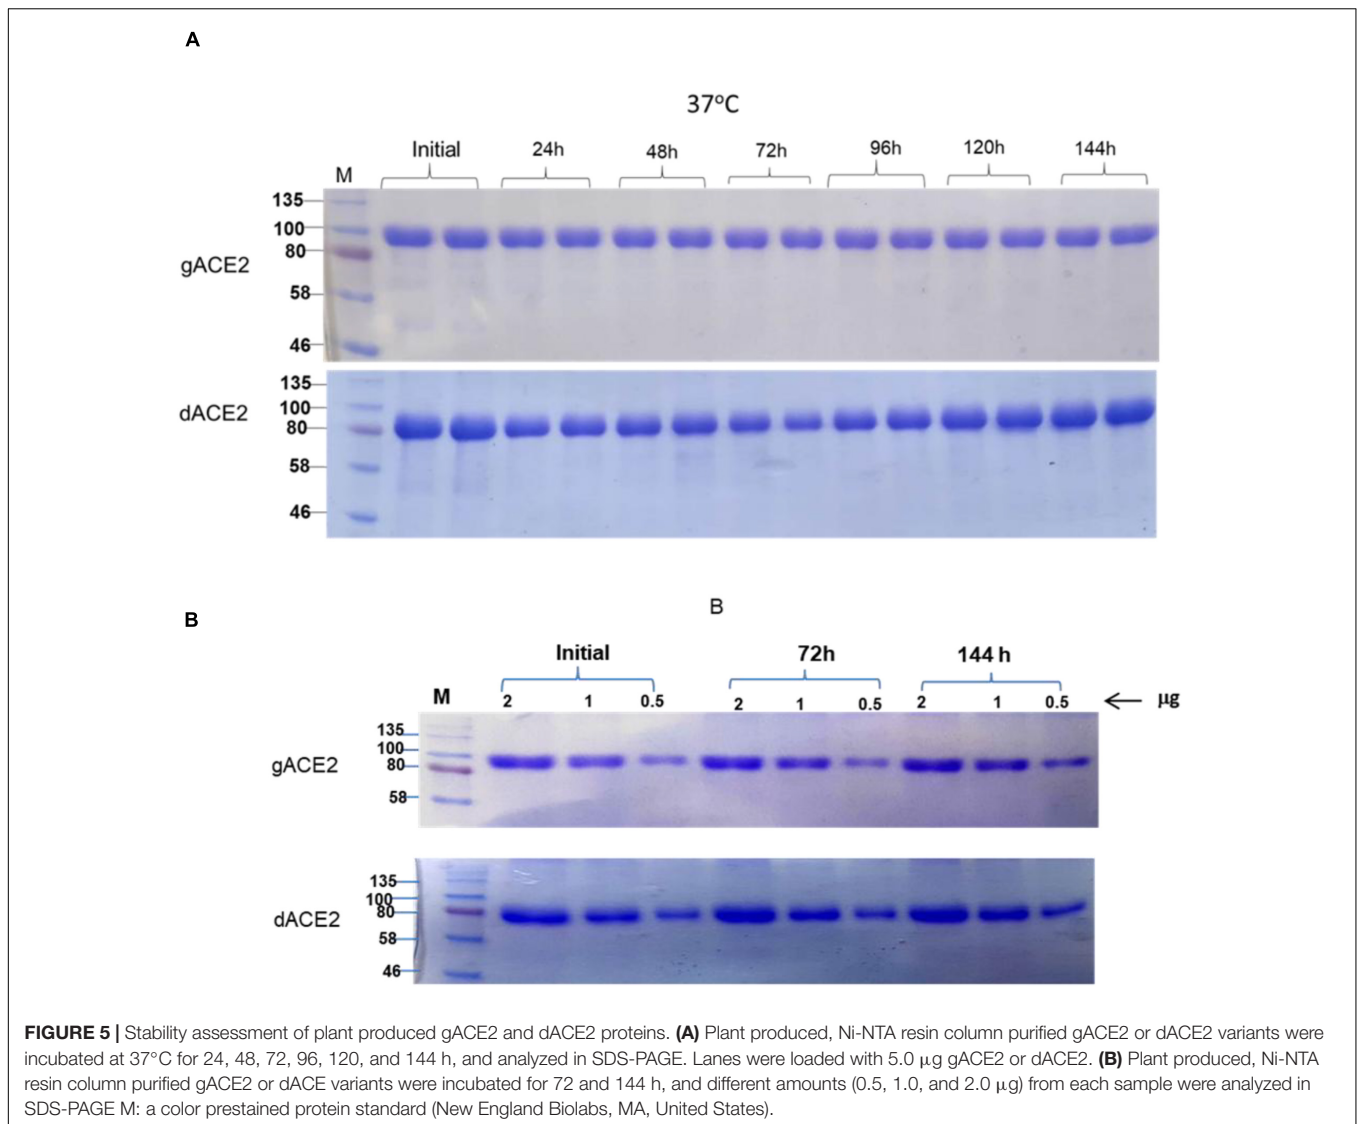 A
37°C
Initial 24h 48h 72h 96h 120h 144h
M
135
100
80
gACE2
58
46
135
100
dACE2
80
58
46
B
B
Initial 72h 144 h
M 2 1 0.5 2 1 0.5 2 1 0.5 ← μg
135
100
gACE2
80
58
135
100
80
dACE2
58
46
FIGURE 5 | Stability assessment of plant produced gACE2 and dACE2 proteins. (A) Plant produced, Ni-NTA resin column purified gACE2 or dACE2 variants were
incubated at 37°C for 24, 48, 72, 96, 120, and 144 h, and analyzed in SDS-PAGE. Lanes were loaded with 5.0 μg gACE2 or dACE2. (B) Plant produced, Ni-NTA
resin column purified gACE2 or dACE variants were incubated for 72 and 144 h, and different amounts (0.5, 1.0, and 2.0 μg) from each sample were analyzed in
SDS-PAGE M: a color prestained protein standard (New England Biolabs, MA, United States).